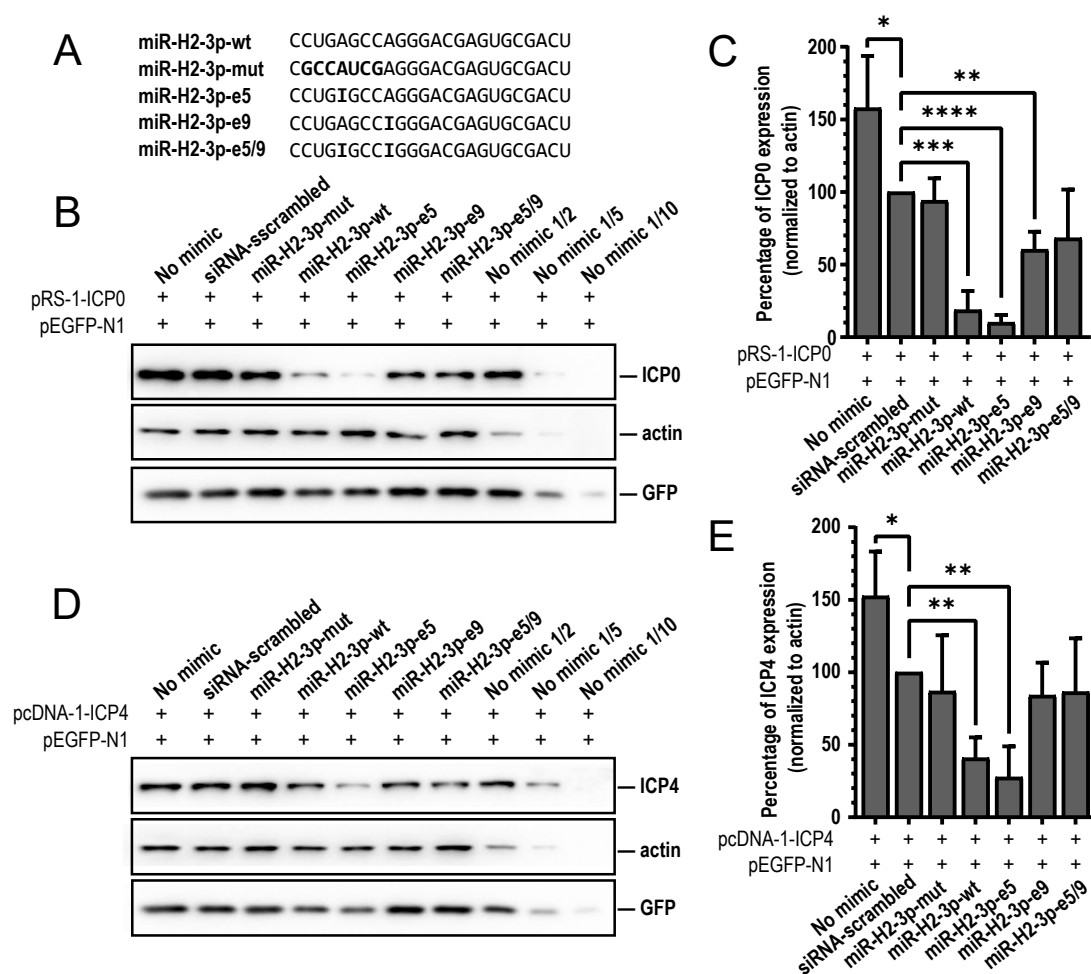 A
miR-H2-3p-wt CCUGAGCCAGGGACGAGUGCGACU
miR-H2-3p-mut CGCCAUCGAGGGACGAGUGCGACU
miR-H2-3p-e5 CCUGIGCCAGGGACGAGUGCGACU
miR-H2-3p-e9 CCUGAGCCIGGGACGAGUGCGACU
miR-H2-3p-e5/9 CCUGIGCCIGGGACGAGUGCGACU
B
No mimic
siRNA-sscrambled
miR-H2-3p-mut
miR-H2-3p-wt
miR-H2-3p-e5
miR-H2-3p-e9
miR-H2-3p-e5/9
No mimic 1/2
No mimic 1/5
No mimic 1/10
pRS-1-ICP0 + + + + + + + + + +
pEGFP-N1 + + + + + + + + + +
ICP0
actin
GFP
C
Percentage of ICP0 expression
(normalized to actin)
200
150
100
50
0
*
**
****
***
pRS-1-ICP0 + + + + + + +
pEGFP-N1 + + + + + + +
No mimic
siRNA-scrambled
miR-H2-3p-mut
miR-H2-3p-wt
miR-H2-3p-e5
miR-H2-3p-e9
miR-H2-3p-e5/9
D
No mimic
siRNA-scrambled
miR-H2-3p-mut
miR-H2-3p-wt
miR-H2-3p-e5
miR-H2-3p-e9
miR-H2-3p-e5/9
No mimic 1/2
No mimic 1/5
No mimic 1/10
pcDNA-1-ICP4 + + + + + + + + + +
pEGFP-N1 + + + + + + + + + +
ICP4
actin
GFP
E
Percentage of ICP4 expression
(normalized to actin)
200
150
100
50
0
*
**
**
pcDNA-1-ICP4 + + + + + + +
pEGFP-N1 + + + + + + +
No mimic
siRNA-scrambled
miR-H2-3p-mut
miR-H2-3p-wt
miR-H2-3p-e5
miR-H2-3p-e9
miR-H2-3p-e5/9